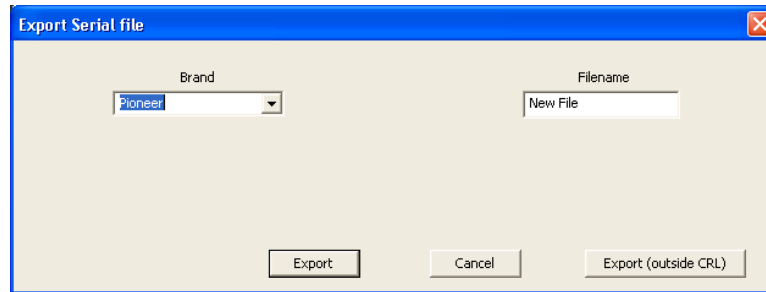 Export Serial file
Brand
Filename
Pioneer
New File
Export
Cancel
Export (outside CRL)